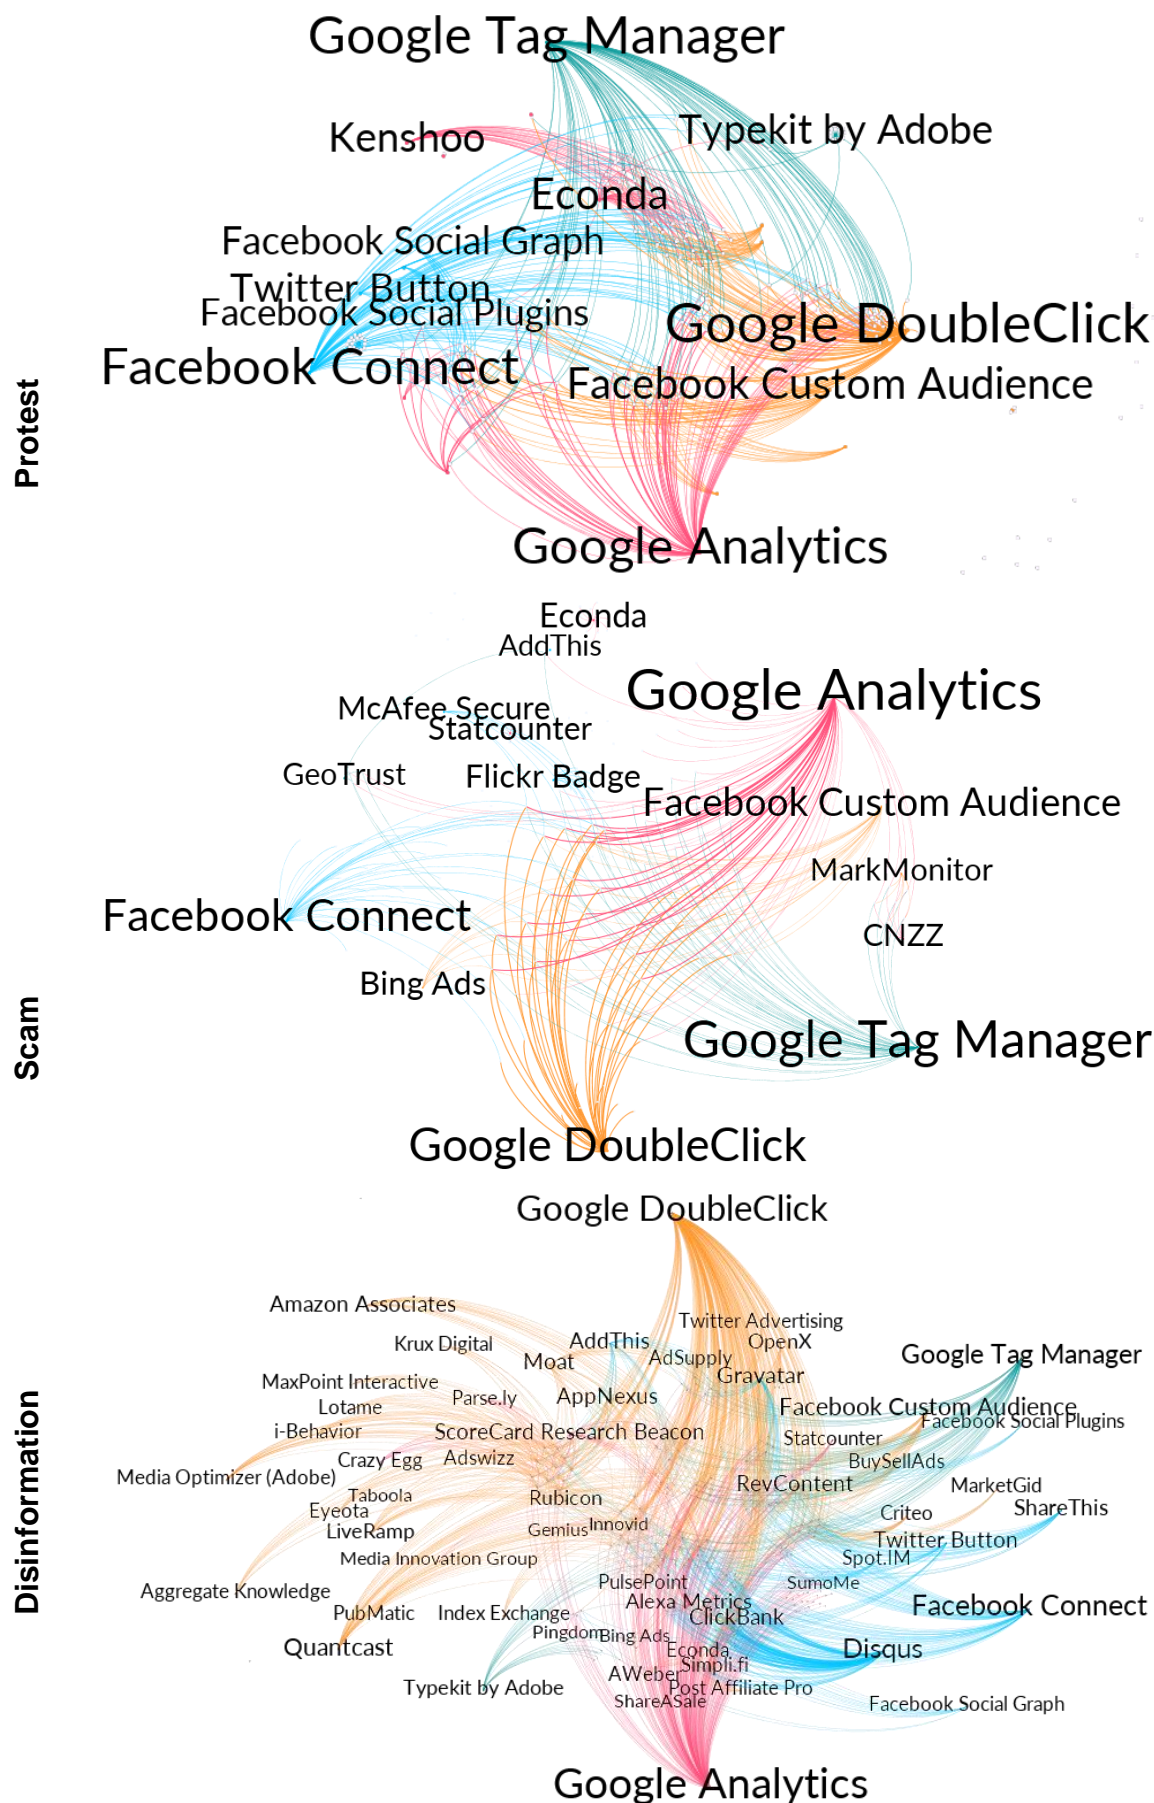 Google Tag Manager
Kenshoo
Typekit by Adobe
Econda
Facebook Social Graph
Twitter Button
Facebook Social Plugins
Google DoubleClick
Facebook Connect
Facebook Custom Audience
Protest
Google Analytics
Econda
AddThis
Google Analytics
McAfee Secure
Statcounter
GeoTrust
Flickr Badge
Facebook Custom Audience
MarkMonitor
Facebook Connect
CNZZ
Bing Ads
Scam
Google Tag Manager
Google DoubleClick
Google DoubleClick
Amazon Associates
Twitter Advertising
Krux Digital
AddThis
OpenX
Moat
AdSupply
Google Tag Manager
Gravatar
MaxPoint Interactive
Parse.ly
AppNexus
Lotame
Facebook Custom Audience
Facebook Social Plugins
i-Behavior
ScoreCard Research Beacon
Statcounter
Crazy Egg
Adswizz
BuySellAds
Media Optimizer (Adobe)
RevContent
MarketGid
Taboola
Rubicon
Eyeota
Criteo
ShareThis
LiveRamp
Gemius
Innovid
Twitter Button
Media Innovation Group
Spot.IM
Disinformation
PulsePoint
SumoMe
Aggregate Knowledge
Alexa Metrics
Facebook Connect
PubMatic
Index Exchange
ClickBank
Pingdom
Bing Ads
Quantcast
Econda
Disqus
Simpli.fi
AWeber
Typekit by Adobe
Post Affiliate Pro
ShareASale
Facebook Social Graph
Google Analytics